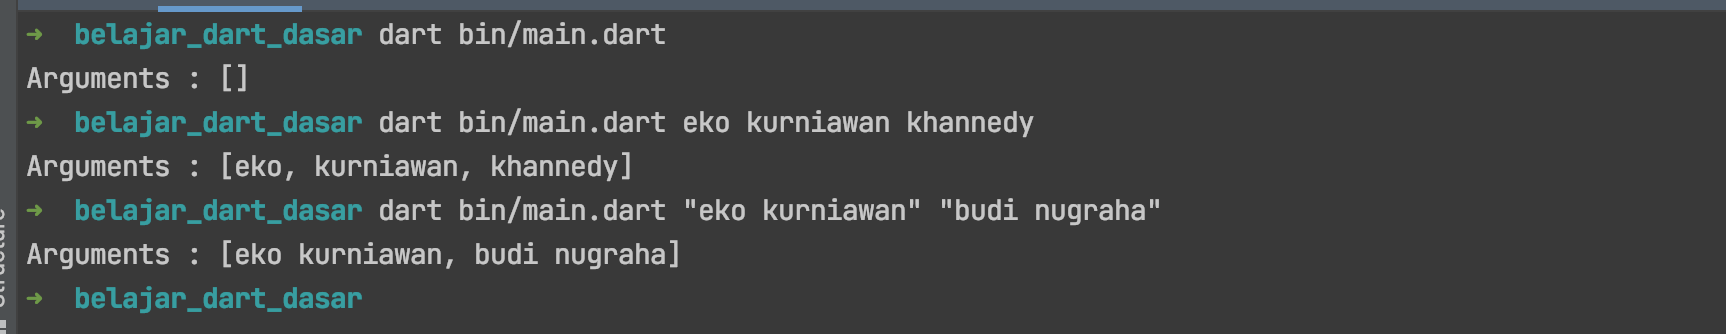 ➜ belajar_dart_dasar dart bin/main.dart
Arguments : []
➜ belajar_dart_dasar dart bin/main.dart eko kurniawan khannedy
Arguments : [eko, kurniawan, khannedy]
➜ belajar_dart_dasar dart bin/main.dart "eko kurniawan" "budi nugraha"
Arguments : [eko kurniawan, budi nugraha]
➜ belajar_dart_dasar
Structure